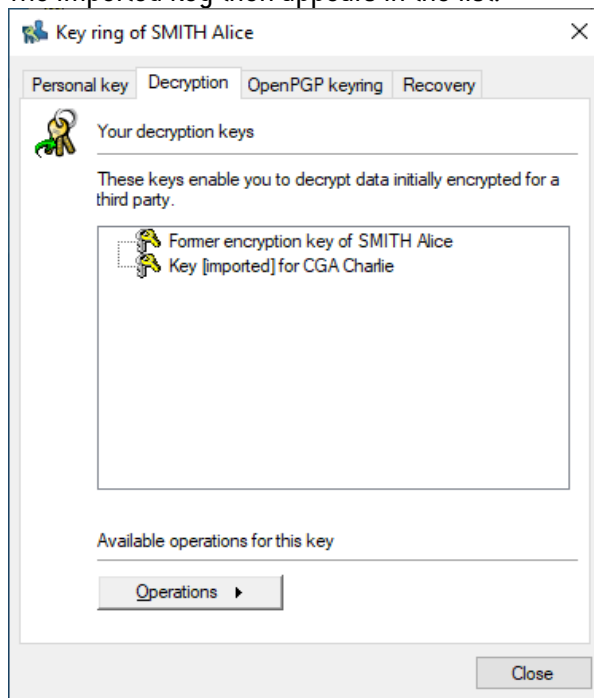 The imported key then appears in the list.
Key ring of SMITH Alice
Personal key Decryption OpenPGP keyring Recovery
Your decryption keys
These keys enable you to decrypt data initially encrypted for a
third party.
Former encryption key of SMITH Alice
Key [imported] for CGA Charlie
Available operations for this key
Operations
Close